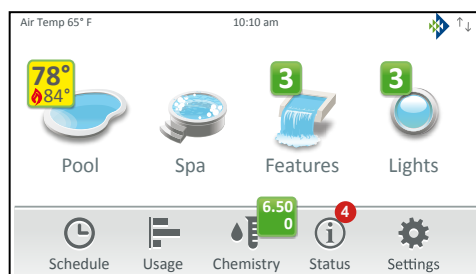 Air Temp 65° F
10:10 am
78°
84°
3
3
Pool
Spa
Features
Lights
6.50
0
4
Schedule
Usage
Chemistry
Status
Settings